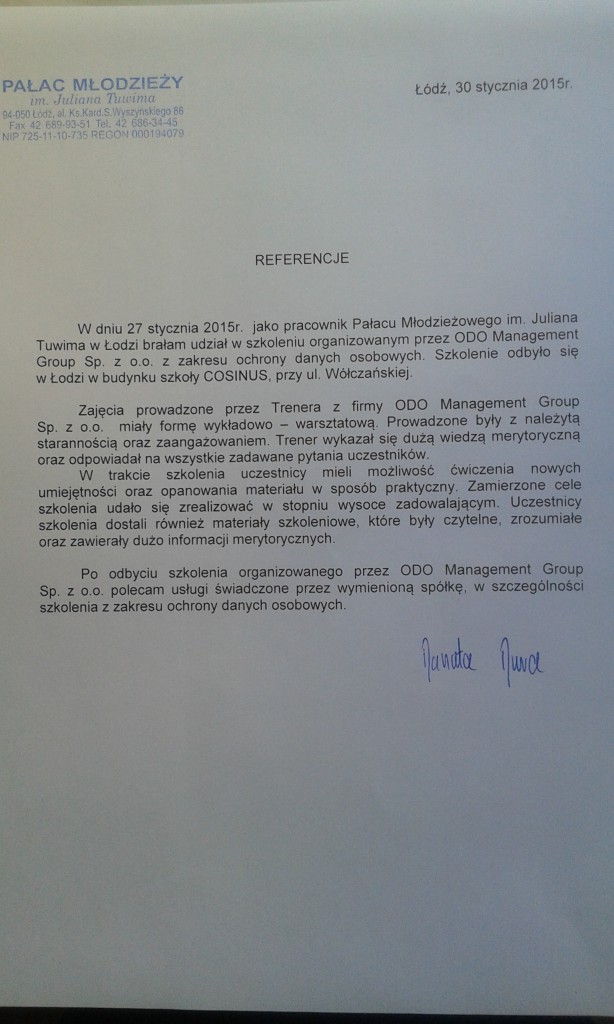 PAŁAC MŁODZIEŻY
im. Juliana Tuwima
94-050 Łódź, al. Ks.Kard.S.Wyszyńskiego 86
Fax 42 689-93-51 Tel. 42 686-34-45
NIP 725-11-10-735 REGON 000194079
Łódź, 30 stycznia 2015r.
REFERENCJE
W dniu 27 stycznia 2015r. jako pracownik Pałacu Młodzieżowego im. Juliana
Tuwima w Łodzi brałam udział w szkoleniu organizowanym przez ODO Management
Group Sp. z o.o. z zakresu ochrony danych osobowych. Szkolenie odbyło się
w Łodzi w budynku szkoły COSINUS, przy ul. Wółczańskiej.
Zajęcia prowadzone przez Trenera z firmy ODO Management Group
Sp. z o.o. miały formę wykładowo – warsztatową. Prowadzone były z należytą
starannością oraz zaangażowaniem. Trener wykazał się dużą wiedzą merytoryczną
oraz odpowiadał na wszystkie zadawane pytania uczestników.
W trakcie szkolenia uczestnicy mieli możliwość ćwiczenia nowych
umiejętności oraz opanowania materiału w sposób praktyczny. Zamierzone cele
szkolenia udało się zrealizować w stopniu wysoce zadowalającym. Uczestnicy
szkolenia dostali również materiały szkoleniowe, które były czytelne, zrozumiałe
oraz zawierały dużo informacji merytorycznych.
Po odbyciu szkolenia organizowanego przez ODO Management Group
Sp. z o.o. polecam usługi świadczone przez wymienioną spółkę, w szczególności
szkolenia z zakresu ochrony danych osobowych.